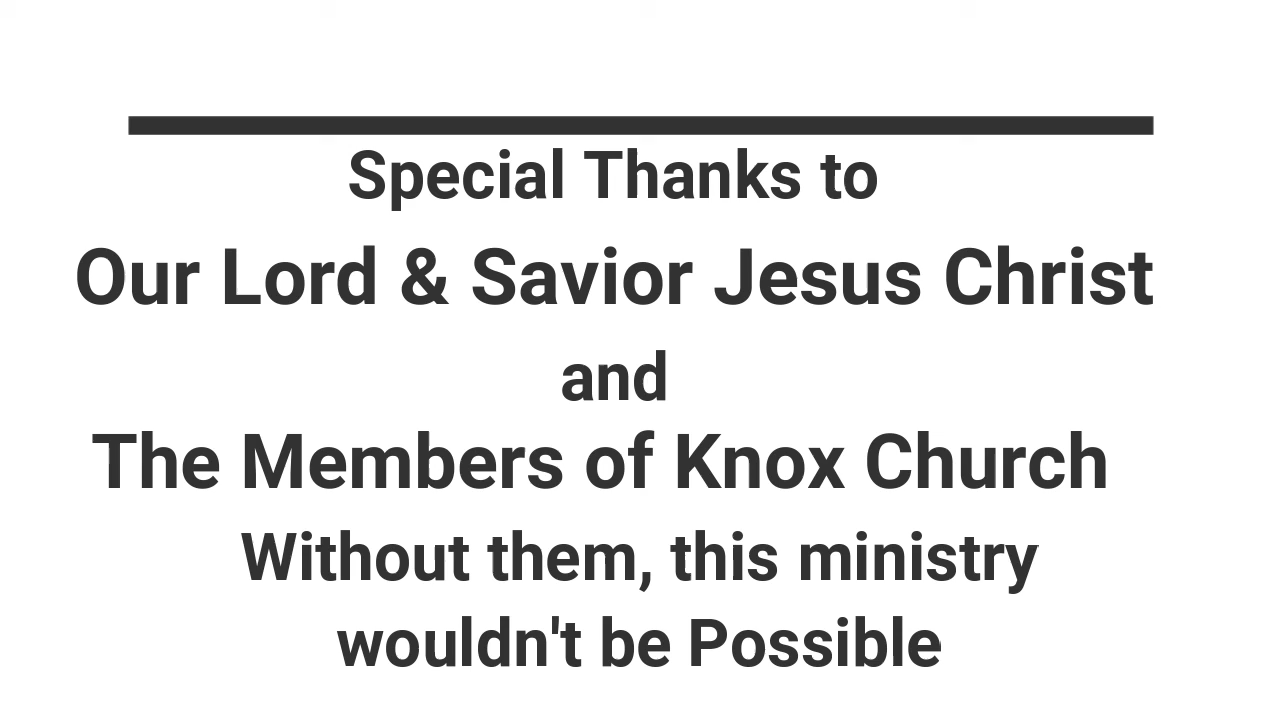 Special Thanks to
Our Lord & Savior Jesus Christ
and
The Members of Knox Church
Without them, this ministry
wouldn't be Possible